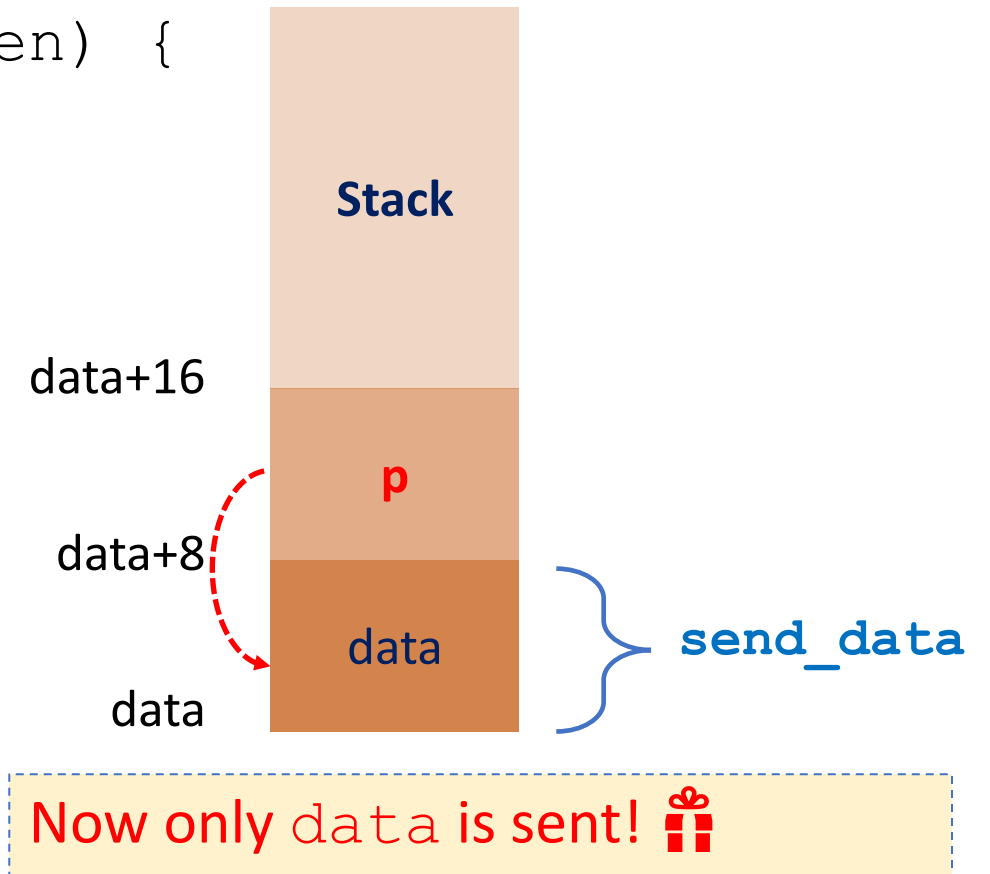 en) {
Stack
data+16
p
data+8
data
send_data
data
Now only data is sent!